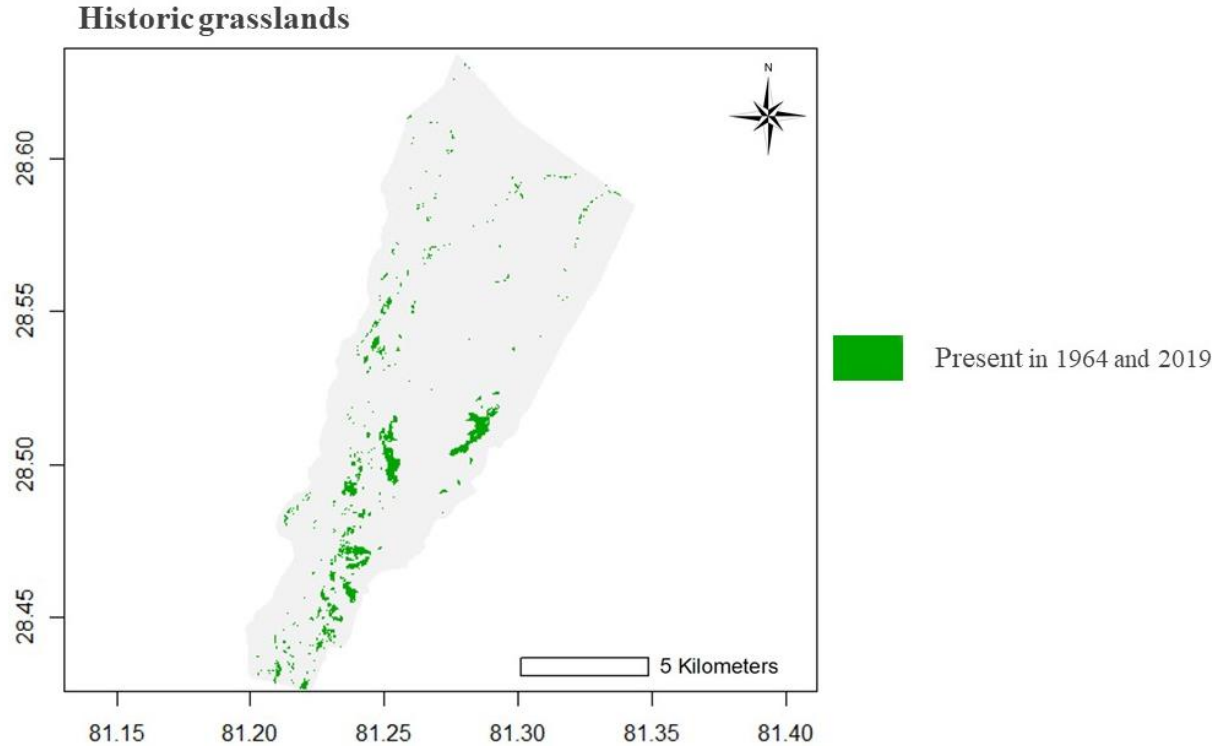 Historic grasslands
N
28.60
28.55
28.50
28.45
Present in 1964 and 2019
5 Kilometers
81.15 81.20 81.25 81.30 81.35 81.40